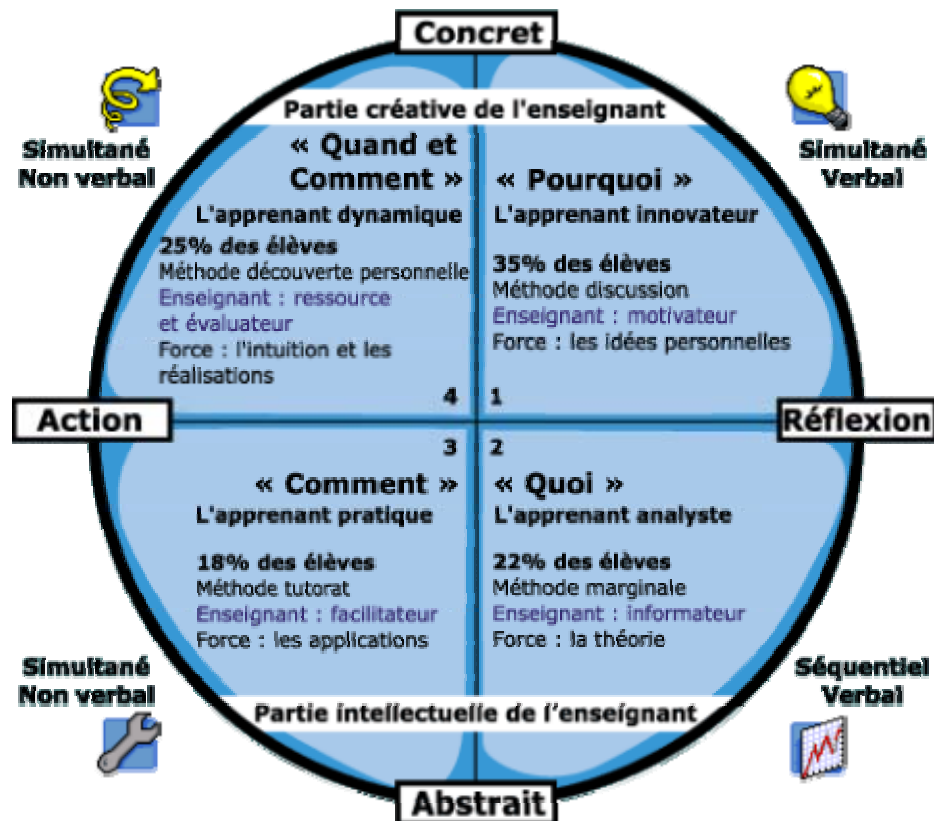 Concret
Partie créative de l'enseignant
Simultané
Non verbal
« Quand et
Comment »
L'apprenant dynamique
25% des élèves
Méthode découverte personnelle
Enseignant : ressource
et évaluateur
Force : l'intuition et les
réalisations
4
Simultané
Verbal
« Pourquoi »
L'apprenant innovateur
35% des élèves
Méthode discussion
Enseignant : motivateur
Force : les idées personnelles
1
Action
Réflexion
3
« Comment »
L'apprenant pratique
18% des élèves
Méthode tutorat
Enseignant : facilitateur
Force : les applications
Simultané
Non verbal
2
« Quoi »
L'apprenant analyste
22% des élèves
Méthode marginale
Enseignant : informateur
Force : la théorie
Séquentiel
Verbal
Partie intellectuelle de l'enseignant
Abstrait